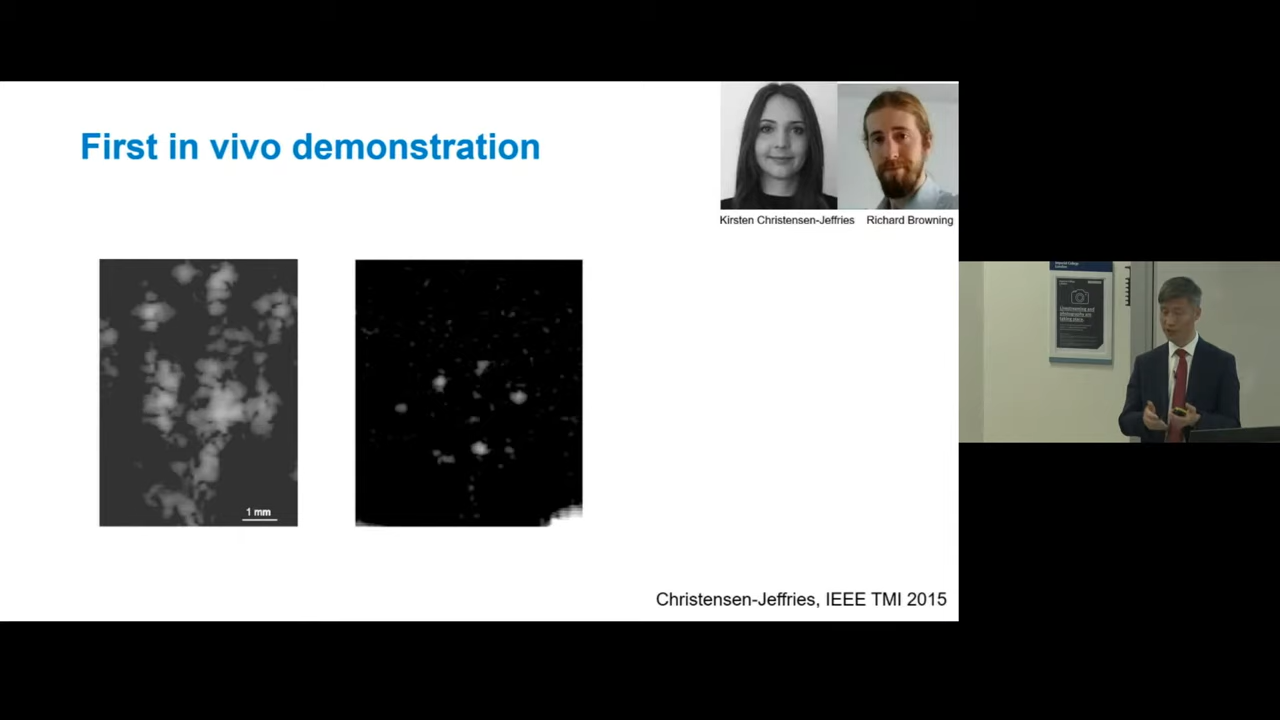 First in vivo demonstration
Kirsten Christensen-Jeffries
Richard Browning
1 mm
Christensen-Jeffries, IEEE TMI 2015